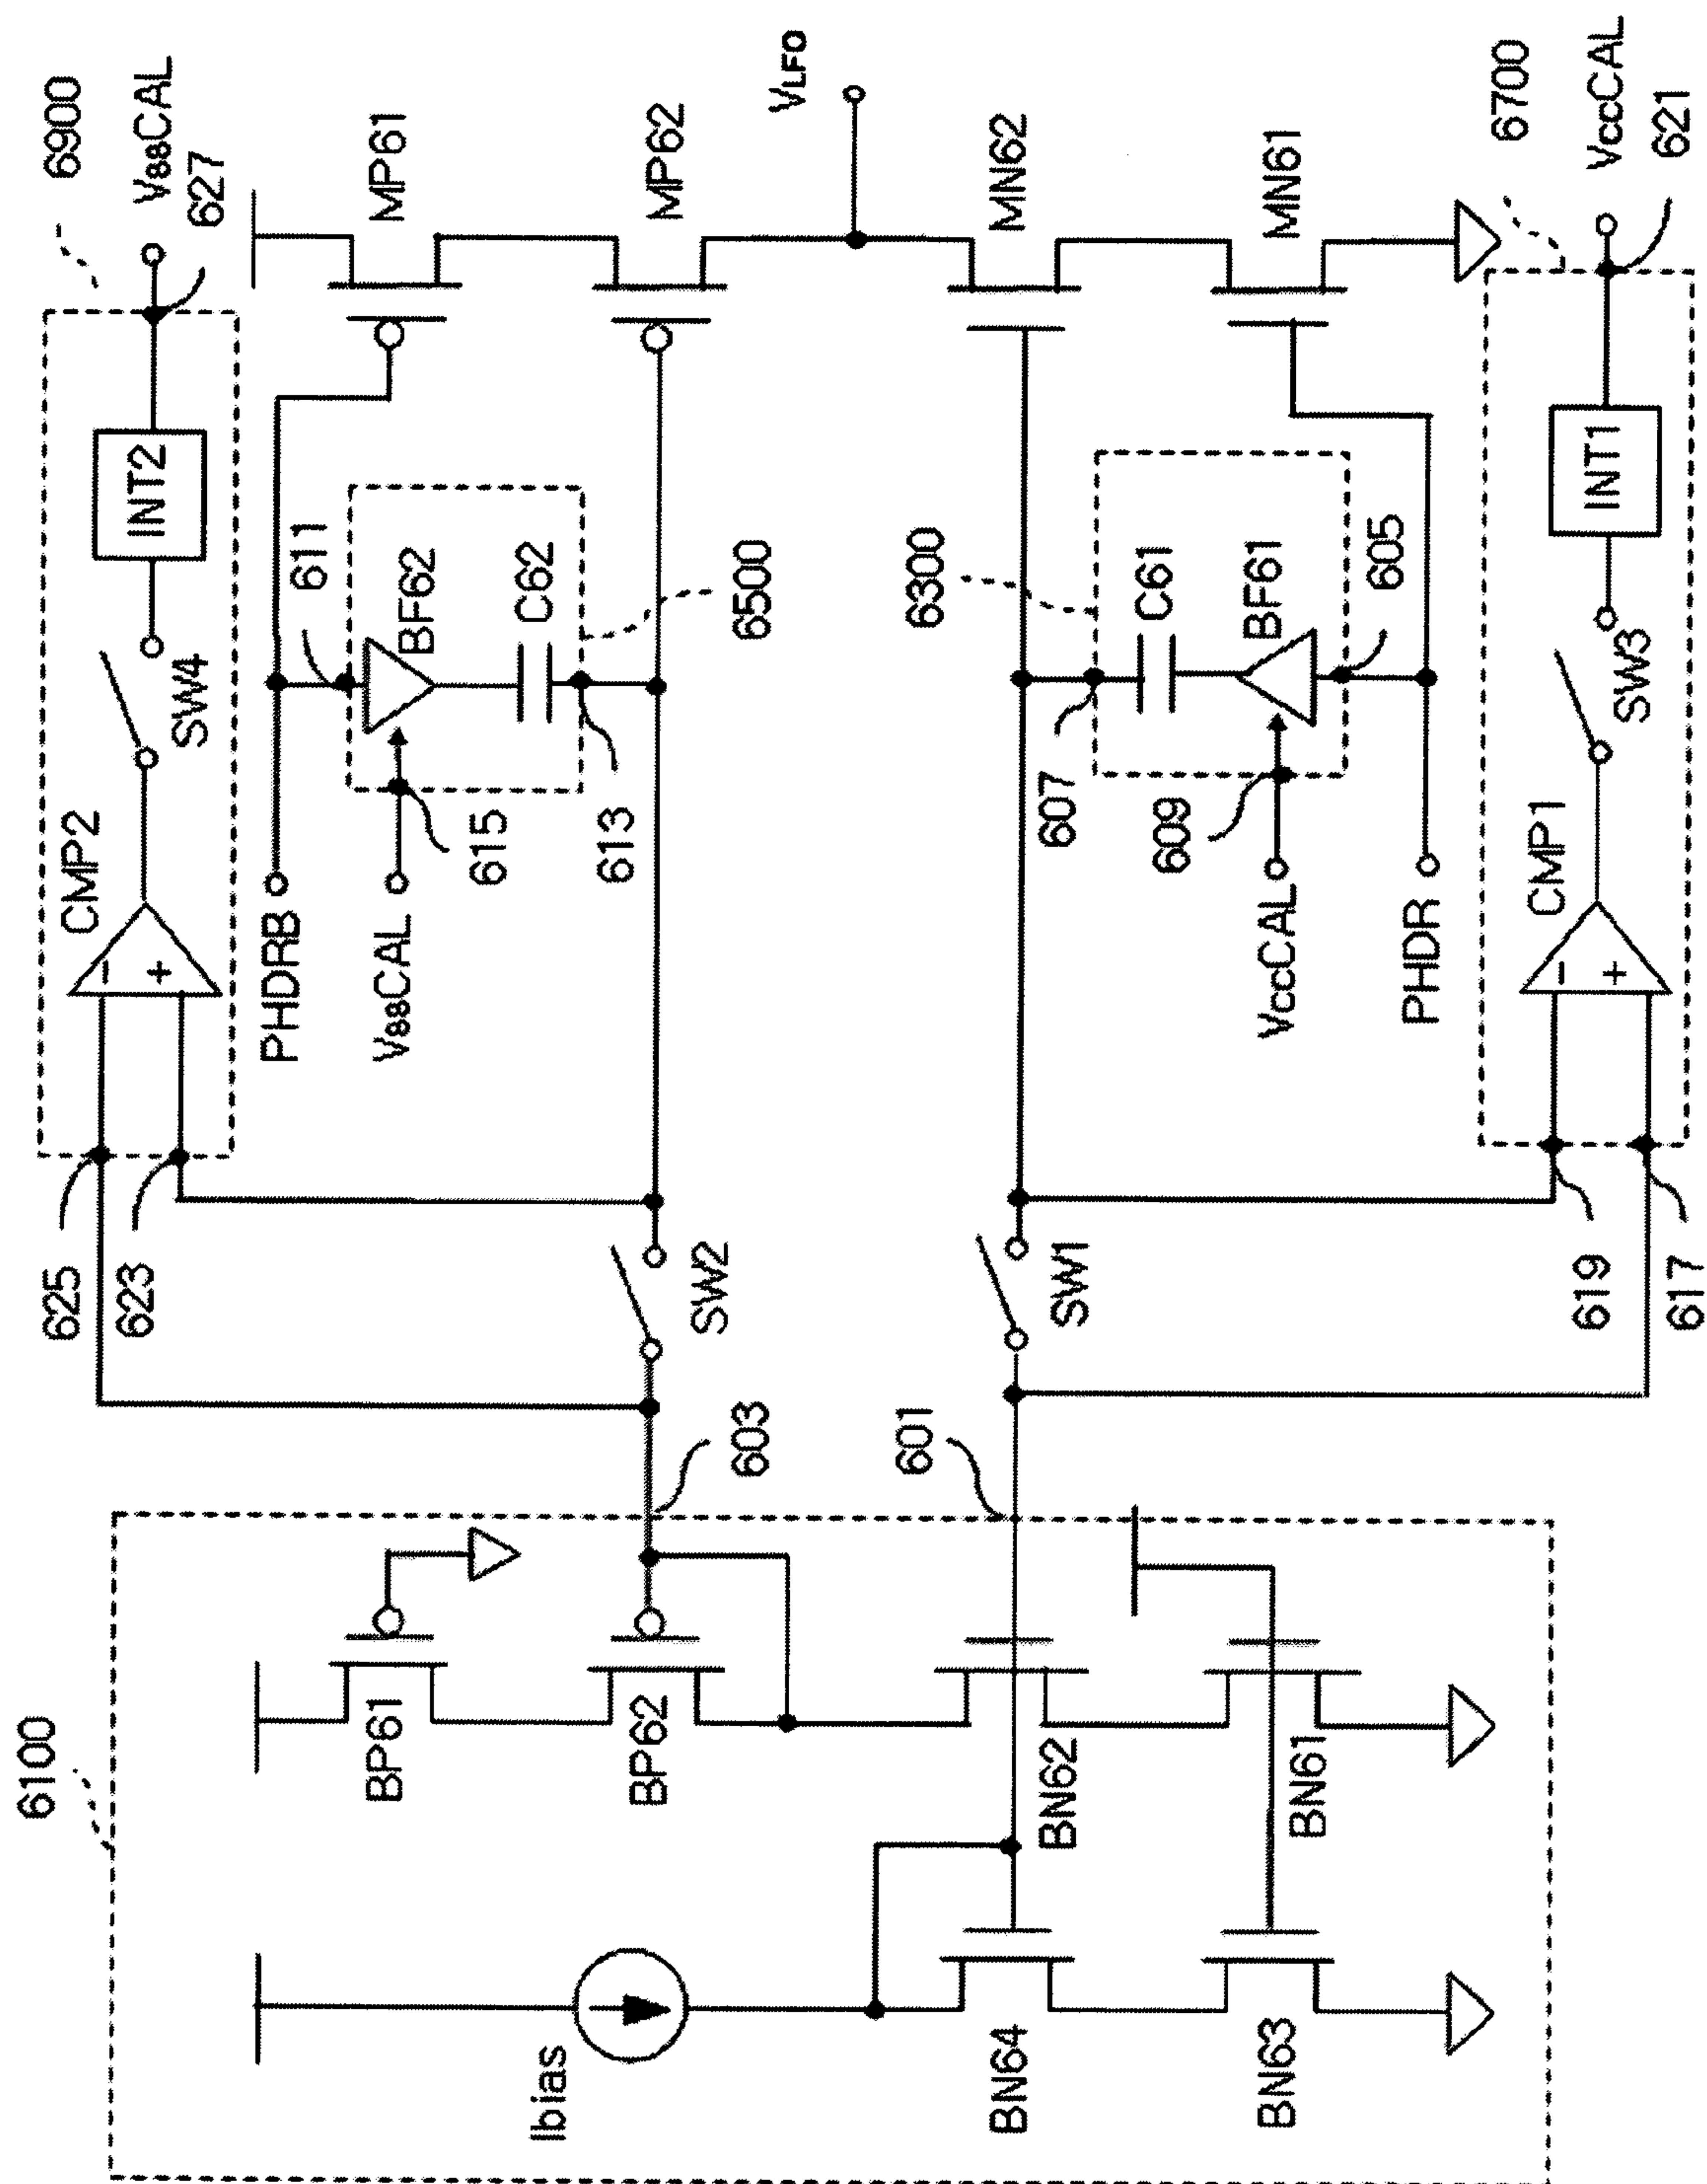 6900
VssCAL
627
INT2
SW4
CMP2
−
+
625
623
MP61
611
BF62
C62
6500
PHDRB
VssCAL
615
613
MP62
VLFO
SW2
603
601
SW1
MN62
MN61
6300
C61
BF61
605
607
609
VccCAL
PHDR
6700
VccCAL
621
INT1
SW3
CMP1
−
+
619
617
6100
BP61
BP62
BN62
BN61
Ibias
BN64
BN63